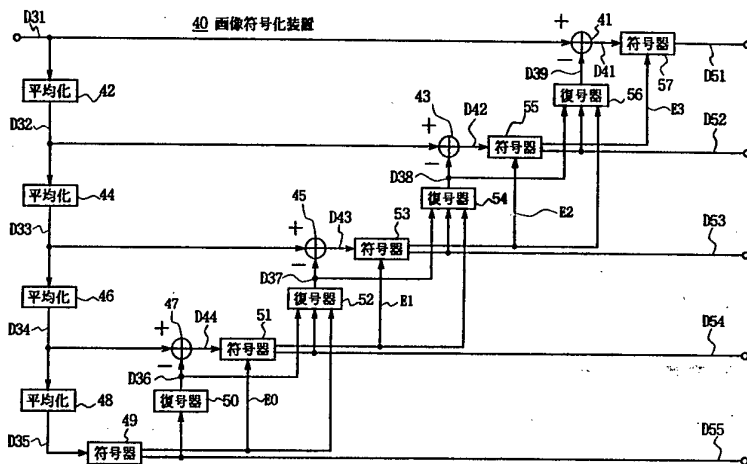 D31
40 画像符号化装置
+
41
符号器
D41
57
D51
−
D39
平均化
42
復号器
56
E3
D32
43
D42
55
D52
+
符号器
−
D38
平均化
44
復号器
54
E2
D33
45
D43
53
D53
+
符号器
−
D37
平均化
46
復号器
52
E1
D34
47
D44
51
D54
+
符号器
−
D36
平均化
48
復号器
50
E0
D35
49
D55
符号器